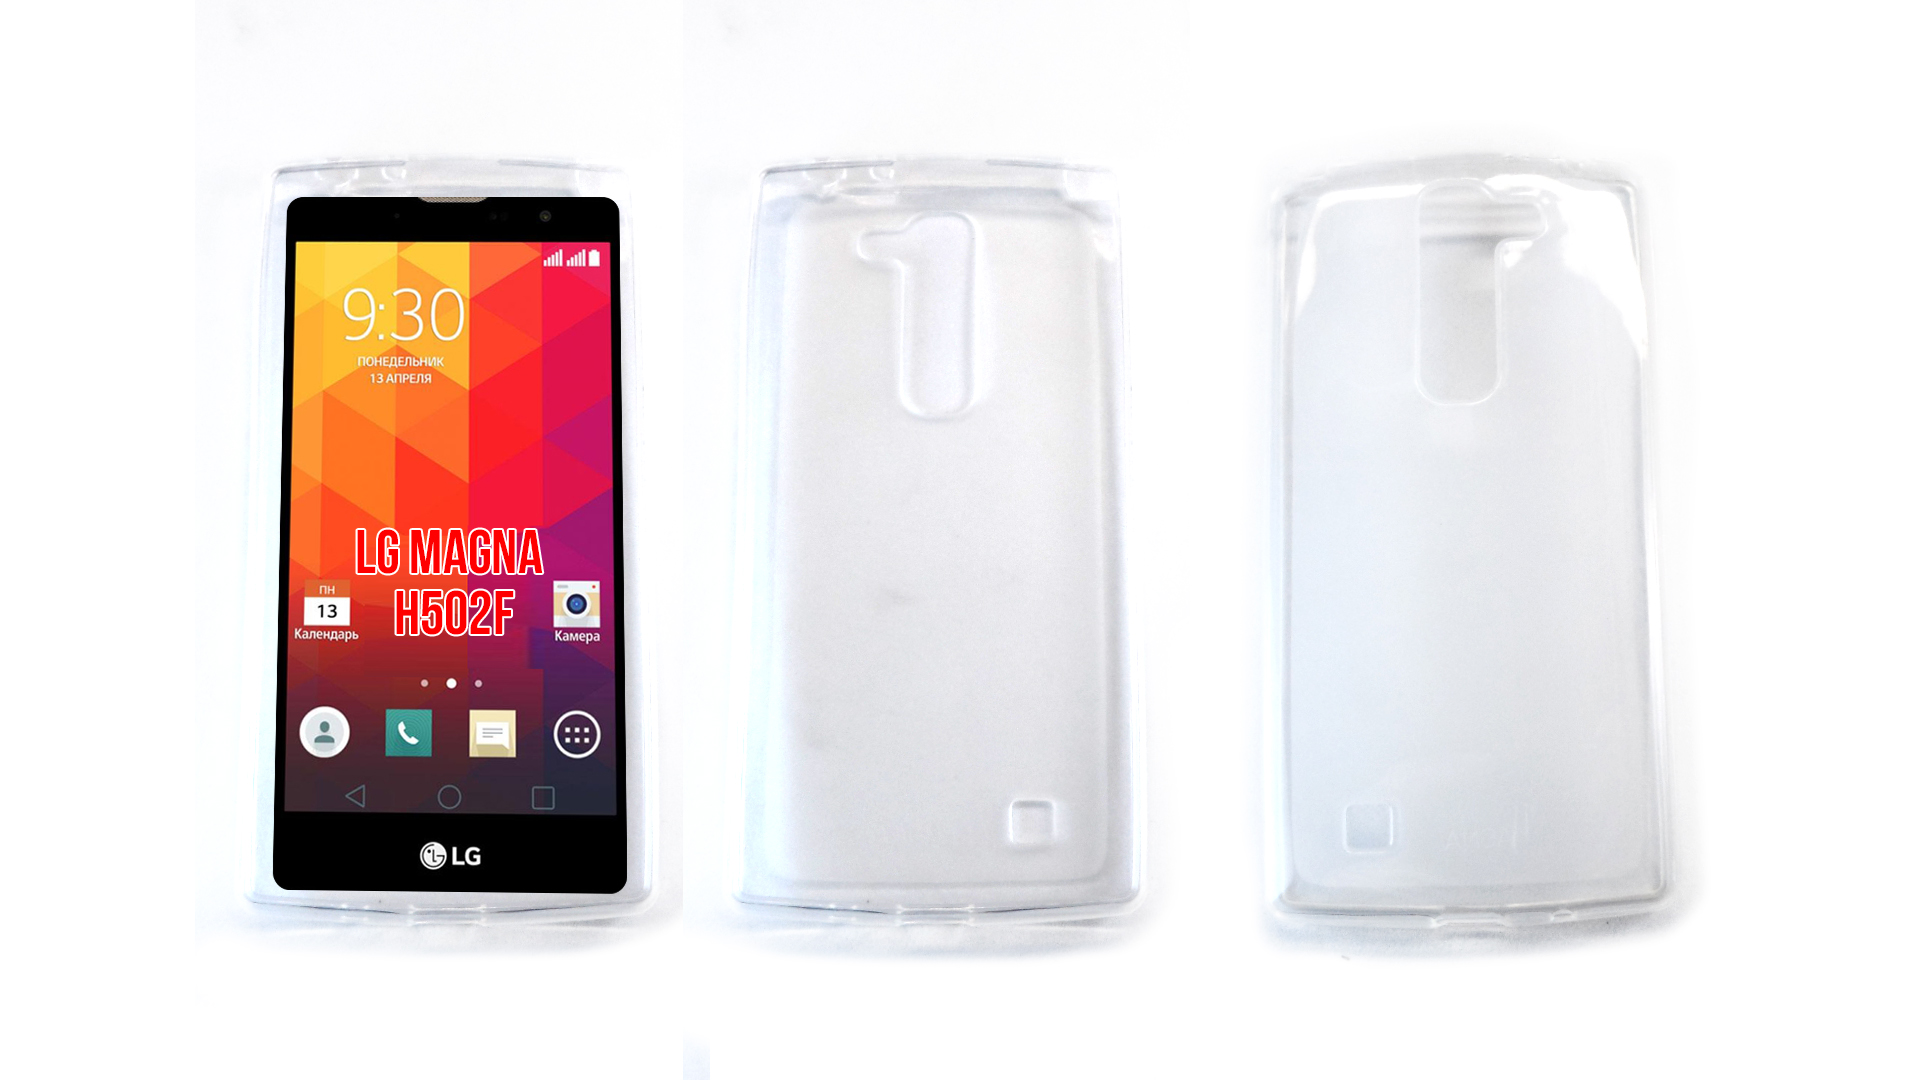 9:30
ПОНЕДЕЛЬНИК
13 АПРЕЛЯ
LG MAGNA
H502F
ПН
13
Календарь
Камера
LG